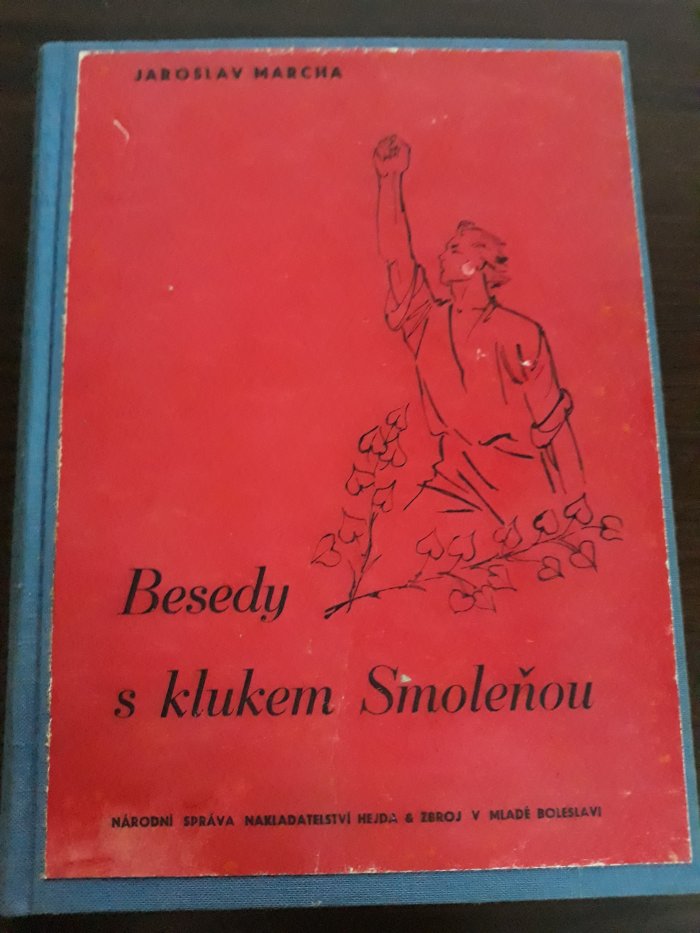 JAROSLAV MARCHA
Besedy
s klukem Smoleňou
NÁRODNÍ SPRÁVA NAKLADATELSTVÍ HEJDA & ZBROJ V MLADÉ BOLESLAVI